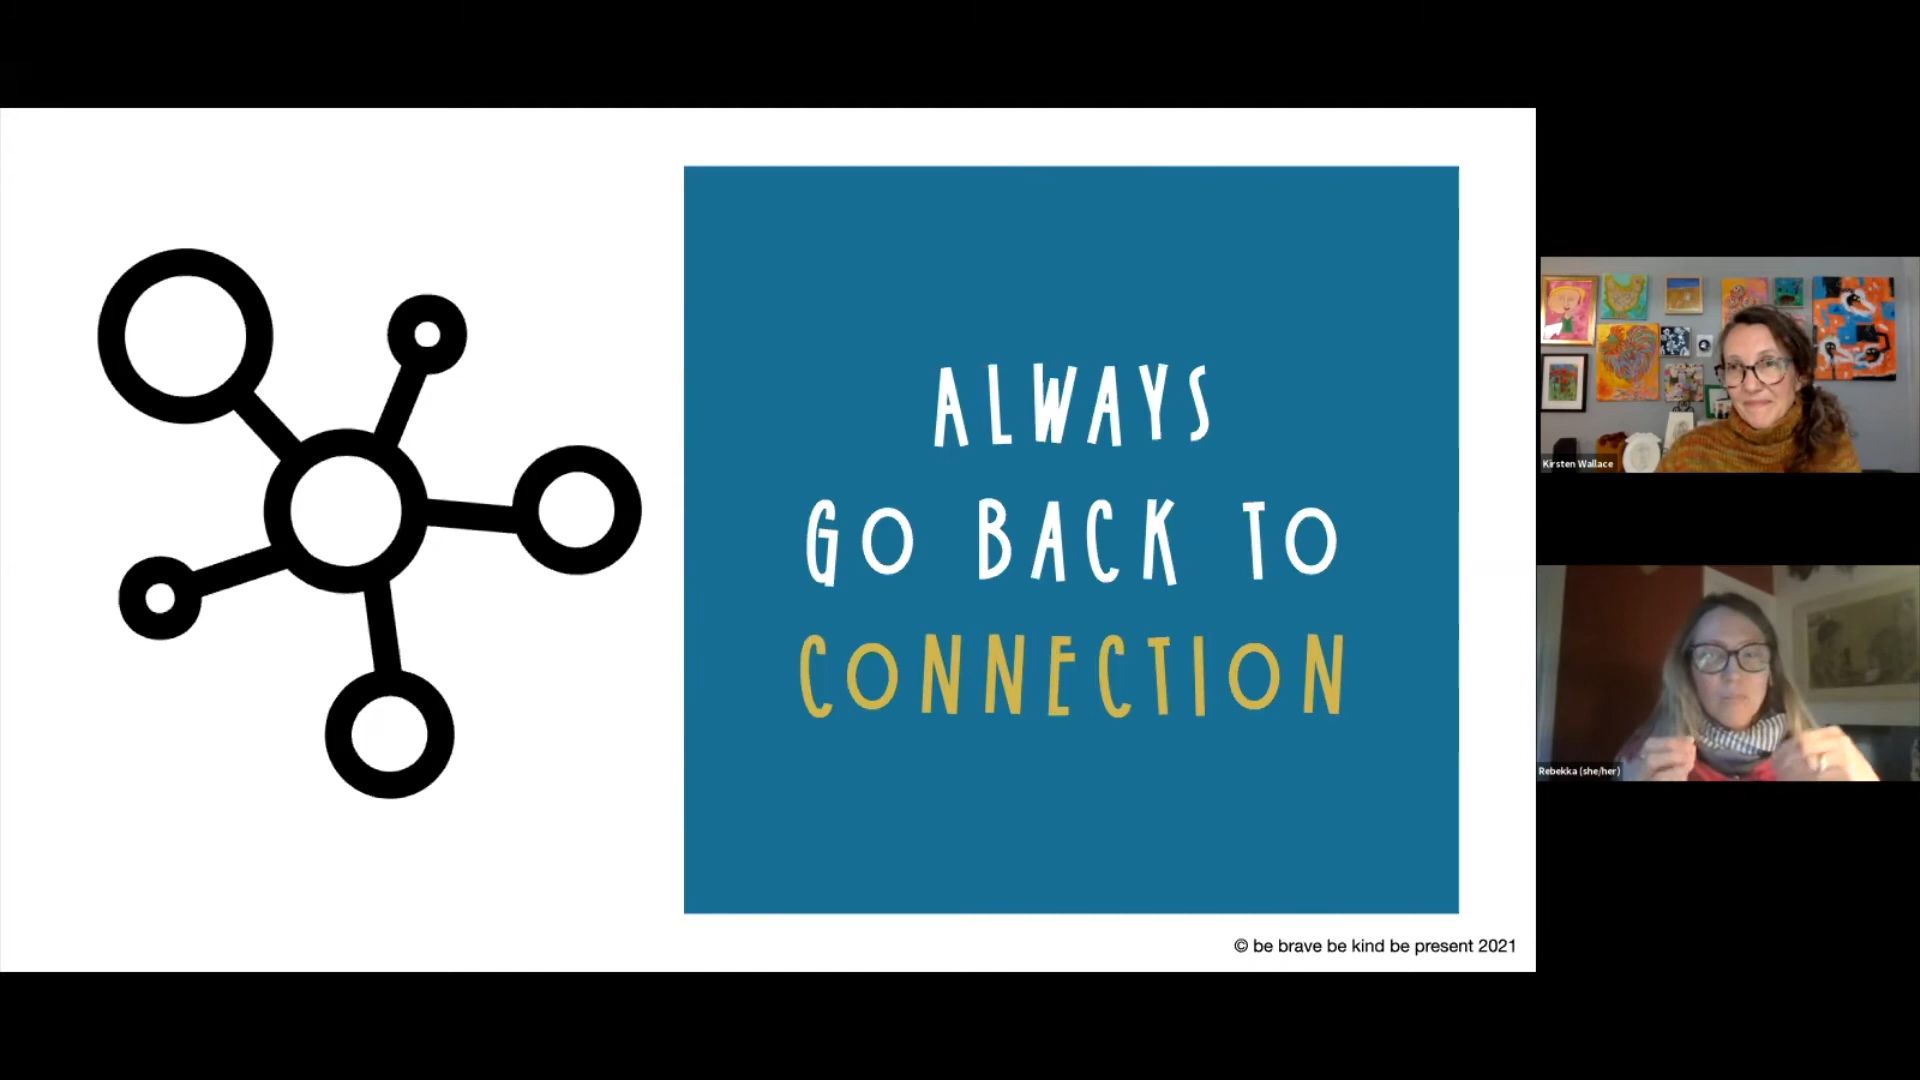 ALWAYS
GO BACK TO
CONNECTION
© be brave be kind be present 2021
Kirsten Wallace
Rebekka (she/her)